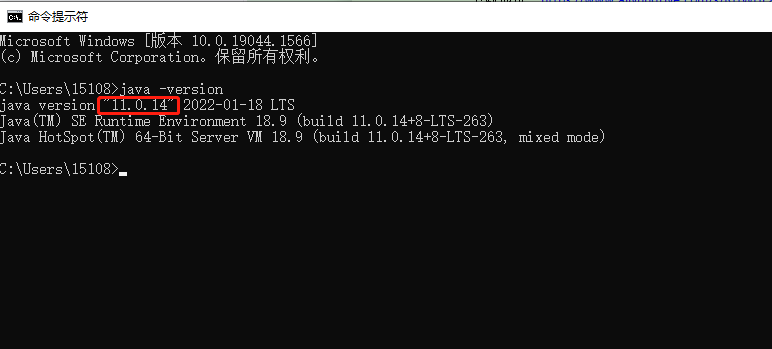 命令提示符
Microsoft Windows [版本 10.0.19044.1566]
(c) Microsoft Corporation。保留所有权利。
C:\Users\15108>java -version
java version "11.0.14" 2022-01-18 LTS
Java(TM) SE Runtime Environment 18.9 (build 11.0.14+8-LTS-263)
Java HotSpot(TM) 64-Bit Server VM 18.9 (build 11.0.14+8-LTS-263, mixed mode)
C:\Users\15108>